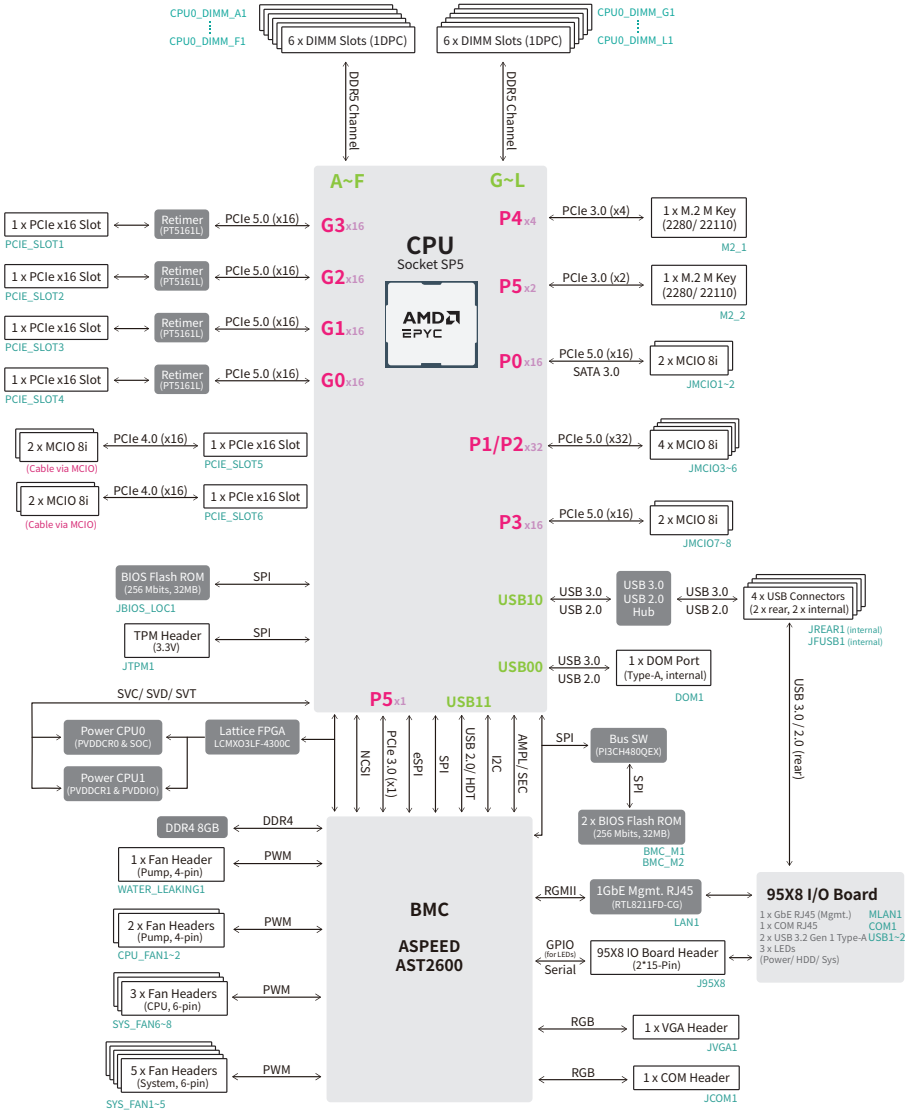 CPU0_DIMM_A1
CPU0_DIMM_F1
6 x DIMM Slots (1DPC)
6 x DIMM Slots (1DPC)
CPU0_DIMM_G1
CPU0_DIMM_L1
DDR5 Channel
DDR5 Channel
A~F
G~L
CPU
Socket SP5
AMD
EPYC
1 x PCIe x16 Slot
PCIE_SLOT1
Retimer
(PT5161L)
PCIe 5.0 (x16)
G3x16
1 x PCIe x16 Slot
PCIE_SLOT2
Retimer
(PT5161L)
PCIe 5.0 (x16)
G2x16
1 x PCIe x16 Slot
PCIE_SLOT3
Retimer
(PT5161L)
PCIe 5.0 (x16)
G1x16
1 x PCIe x16 Slot
PCIE_SLOT4
Retimer
(PT5161L)
PCIe 5.0 (x16)
G0x16
P4x4
PCIe 3.0 (x4)
1 x M.2 M Key
(2280/ 22110)
M2_1
P5x2
PCIe 3.0 (x2)
1 x M.2 M Key
(2280/ 22110)
M2_2
P0x16
PCIe 5.0 (x16)
SATA 3.0
2 x MCIO 8i
JMCIO1~2
P1/P2x32
PCIe 5.0 (x32)
4 x MCIO 8i
JMCIO3~6
P3x16
PCIe 5.0 (x16)
2 x MCIO 8i
JMCIO7~8
2 x MCIO 8i
(Cable via MCIO)
PCIe 4.0 (x16)
1 x PCIe x16 Slot
PCIE_SLOT5
2 x MCIO 8i
(Cable via MCIO)
PCIe 4.0 (x16)
1 x PCIe x16 Slot
PCIE_SLOT6
BIOS Flash ROM
(256 Mbits, 32MB)
JBIOS_LOC1
SPI
TPM Header
(3.3V)
JTPM1
SPI
USB10
USB 3.0
USB 2.0
USB 3.0
USB 2.0
Hub
USB 3.0
USB 2.0
4 x USB Connectors
(2 x rear, 2 x internal)
JREAR1 (internal)
JFUSB1 (internal)
USB00
USB 3.0
USB 2.0
1 x DOM Port
(Type-A, internal)
DOM1
USB 3.0 / 2.0 (rear)
P5x1
USB11
SVC/ SVD/ SVT
Power CPU0
(PVDDCR0 & SOC)
Lattice FPGA
LCMXO3LF-4300C
Power CPU1
(PVDDCR1 & PVDDIO)
NCSI
PCIe 3.0 (x1)
eSPI
SPI
USB 2.0/ HDT
I2C
AMPL/ SEC
SPI
Bus SW
(PI3CH480QEX)
SPI
2 x BIOS Flash ROM
(256 Mbits, 32MB)
BMC_M1
BMC_M2
DDR4 8GB
DDR4
1 x Fan Header
(Pump, 4-pin)
WATER_LEAKING1
PWM
2 x Fan Headers
(Pump, 4-pin)
CPU_FAN1~2
PWM
3 x Fan Headers
(CPU, 6-pin)
SYS_FAN6~8
PWM
5 x Fan Headers
(System, 6-pin)
SYS_FAN1~5
PWM
BMC
ASPEED
AST2600
RGMII
1GbE Mgmt. RJ45
(RTL8211FD-CG)
LAN1
GPIO
(for LEDs)
Serial
95X8 IO Board Header
(2*15-Pin)
J95X8
RGB
1 x VGA Header
JVGA1
RGB
1 x COM Header
JCOM1
95X8 I/O Board
1 x GbE RJ45 (Mgmt.) MLAN1
1 x COM RJ45 COM1
2 x USB 3.2 Gen 1 Type-A USB1~2
3 x LEDs
(Power/ HDD/ Sys)